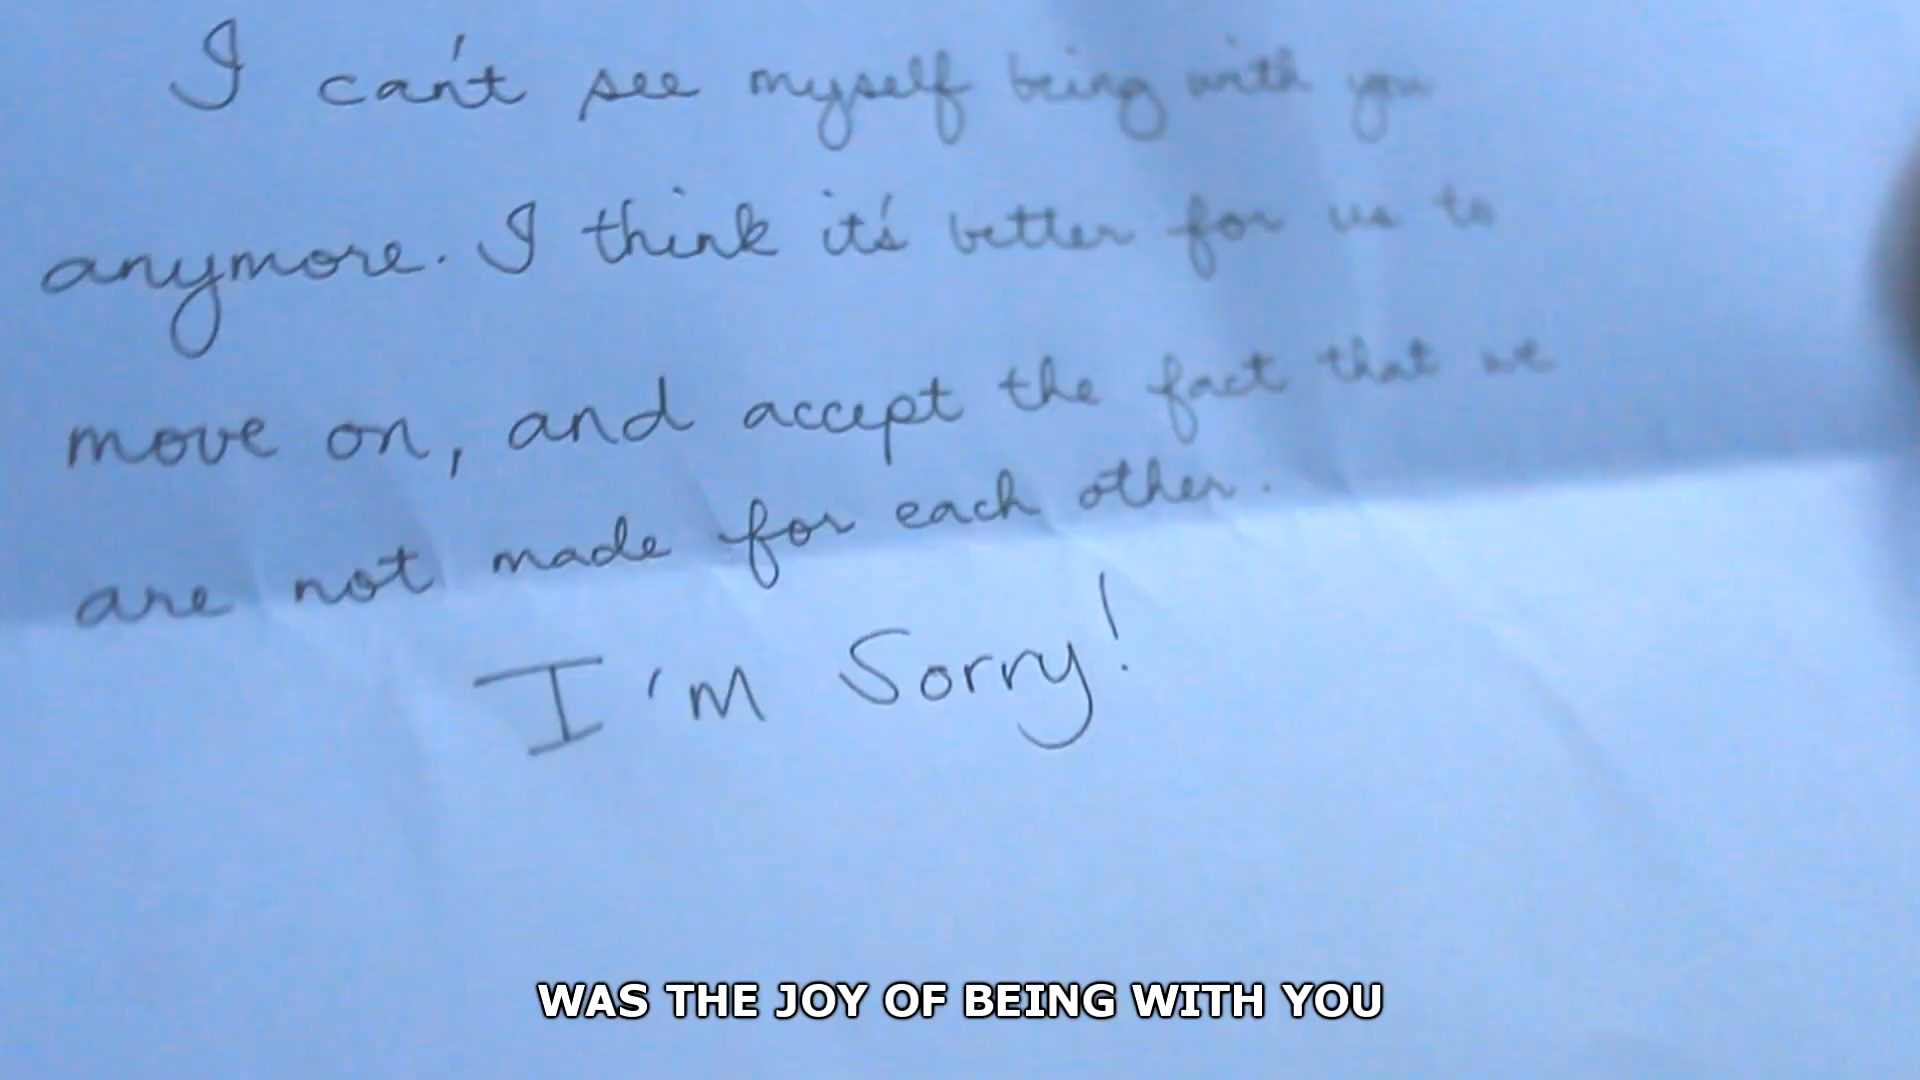 I can't see myself being with you
anymore. I think it's better for us to
move on, and accept the fact that we
are not made for each other.
I'm Sorry!
WAS THE JOY OF BEING WITH YOU